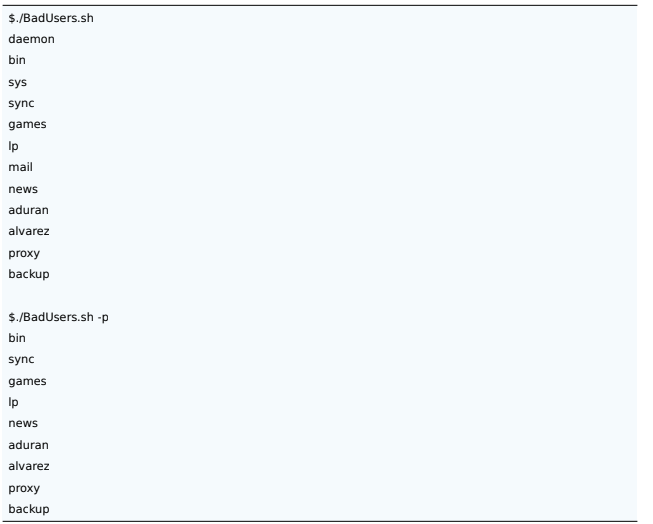 $./BadUsers.sh
daemon
bin
sys
sync
games
lp
mail
news
aduran
alvarez
proxy
backup
$./BadUsers.sh -p
bin
sync
games
lp
news
aduran
alvarez
proxy
backup